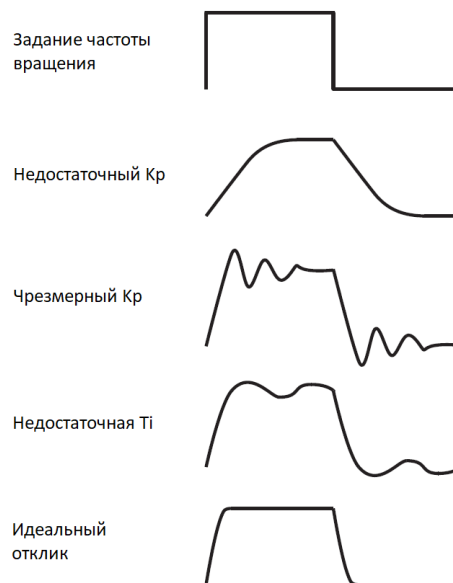 Задание частоты
вращения
Недостаточный Kp
Чрезмерный Kp
Недостаточная Ti
Идеальный
отклик